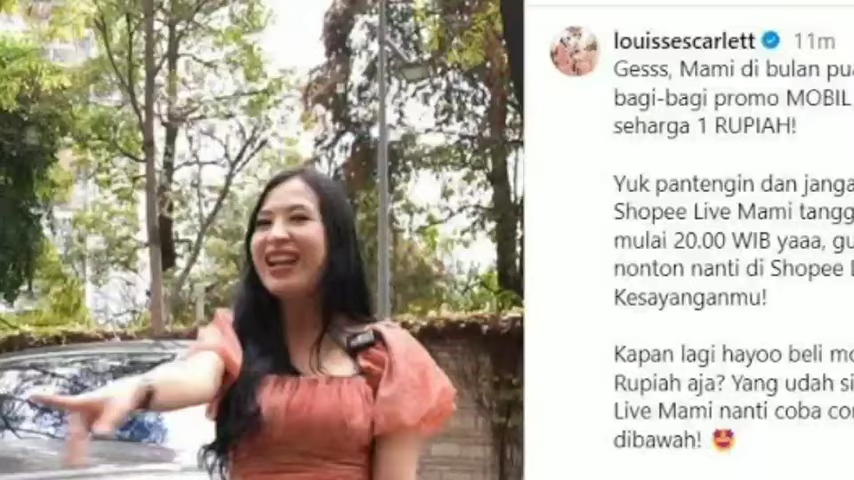 louissescarlett 11m
Gesss, Mami di bulan pua
bagi-bagi promo MOBIL
seharga 1 RUPIAH!
Yuk pantengin dan janga
Shopee Live Mami tangg
mulai 20.00 WIB yaaa, gu
nonton nanti di Shopee L
Kesayanganmu!
Kapan lagi hayoo beli mo
Rupiah aja? Yang udah si
Live Mami nanti coba cor
dibawah! 🤩